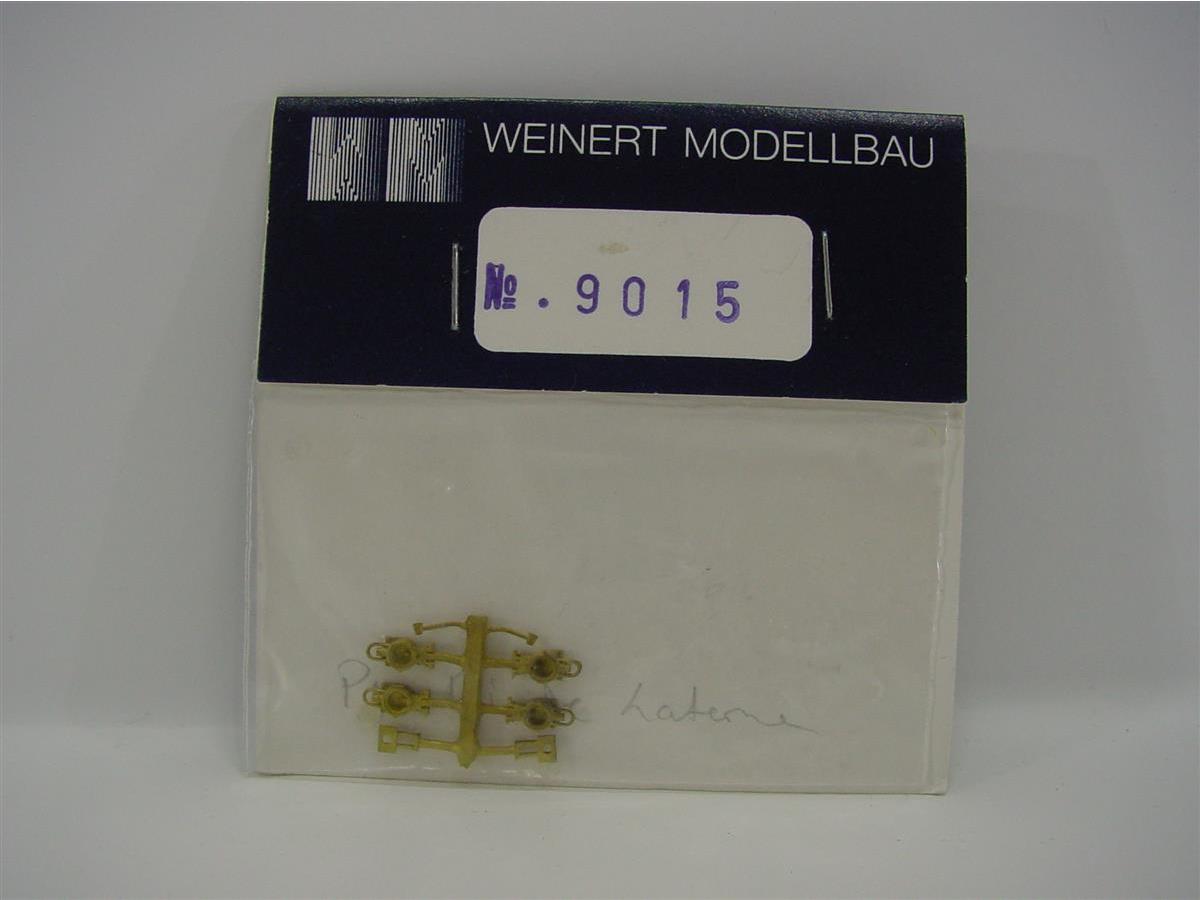 WEINERT MODELLBAU
No. 9015
Laterne